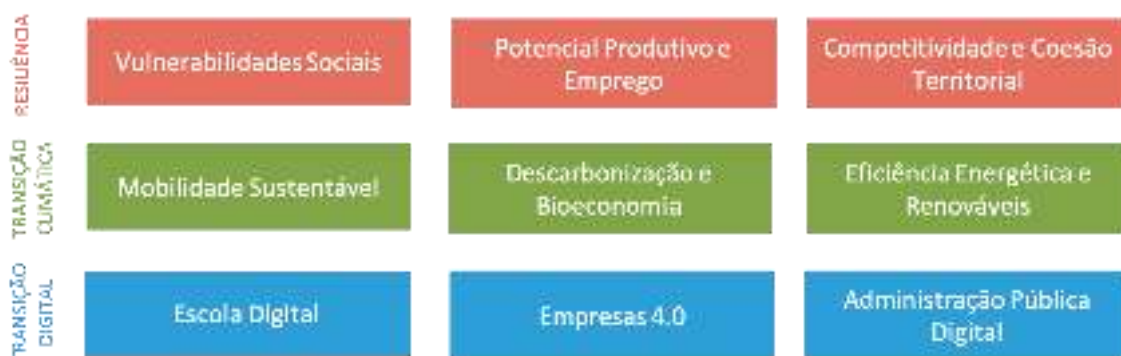 RESILIÊNCIA
Vulnerabilidades Sociais
Potencial Produtivo e
Emprego
Competitividade e Coesão
Territorial
TRANSIÇÃO
CLIMÁTICA
Mobilidade Sustentável
Descarbonização e
Bioeconomia
Eficiência Energética e
Renováveis
TRANSIÇÃO
DIGITAL
Escola Digital
Empresas 4.0
Administração Pública
Digital